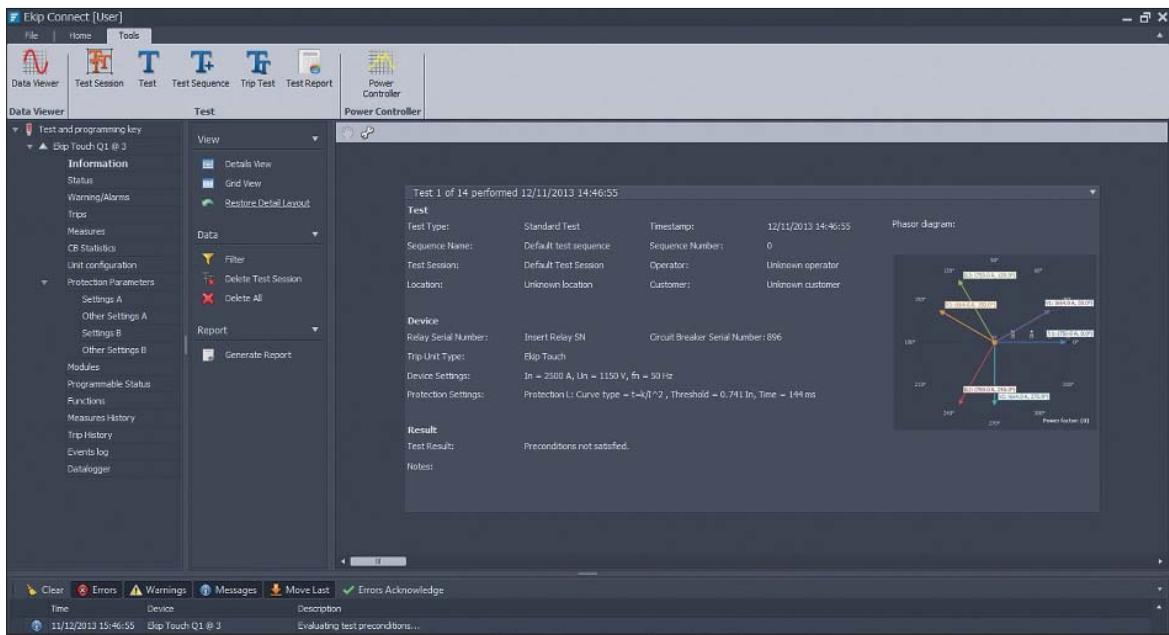 Ekip Connect [User]
File Home Tools
Data Viewer Test Session Test Test Sequence Trip Test Test Report Power Controller
Data Viewer Test Power Controller
Test and programming key
Ekip Touch Q1 @ 3
Information
Status
Warning/Alarms
Trips
Measures
CB Statistics
Unit configuration
Protection Parameters
Settings A
Other Settings A
Settings B
Other Settings B
Modules
Programmable Status
Functions
Measures History
Trip History
Events log
Datalogger
View
Details View
Grid View
Restore Detail Layout
Data
Filter
Delete Test Session
Delete All
Report
Generate Report
Test 1 of 14 performed 12/11/2013 14:46:55
Test
Test Type: Standard Test Timestamp: 12/11/2013 14:46:55
Sequence Name: Default test sequence Sequence Number: 0
Test Session: Default Test Session Operator: Unknown operator
Location: Unknown location Customer: Unknown customer
Device
Relay Serial Number: Insert Relay SN Circuit Breaker Serial Number: 896
Trip Unit Type: Ekip Touch
Device Settings: In = 2500 A, Un = 1150 V, fn = 50 Hz
Protection Settings: Protection L: Curve type = t=k/I^2 , Threshold = 0.741 In, Time = 144 ms
Result
Test Result: Preconditions not satisfied.
Notes:
Phasor diagram:
90°
120° 60°
180° 0°
210°
240° 300°
270°
Power factor: (0)
Clear Errors Warnings Messages Move Last Errors Acknowledge
Time Device Description
11/12/2013 15:46:55 Ekip Touch Q1 @ 3 Evaluating test preconditions...